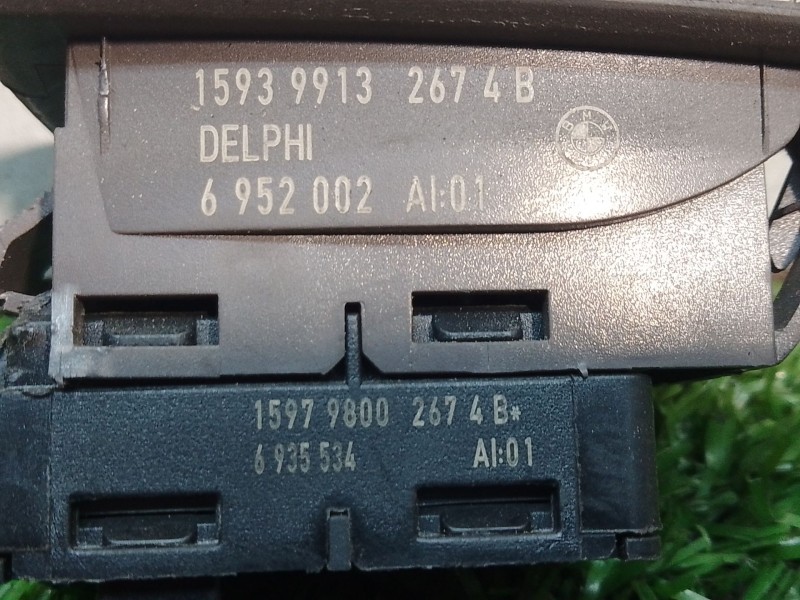 1593 9913 267 4 B
DELPHI
BMW
6 952 002 AI:01
1597 9800 267 4 B*
6 935 534 AI:01